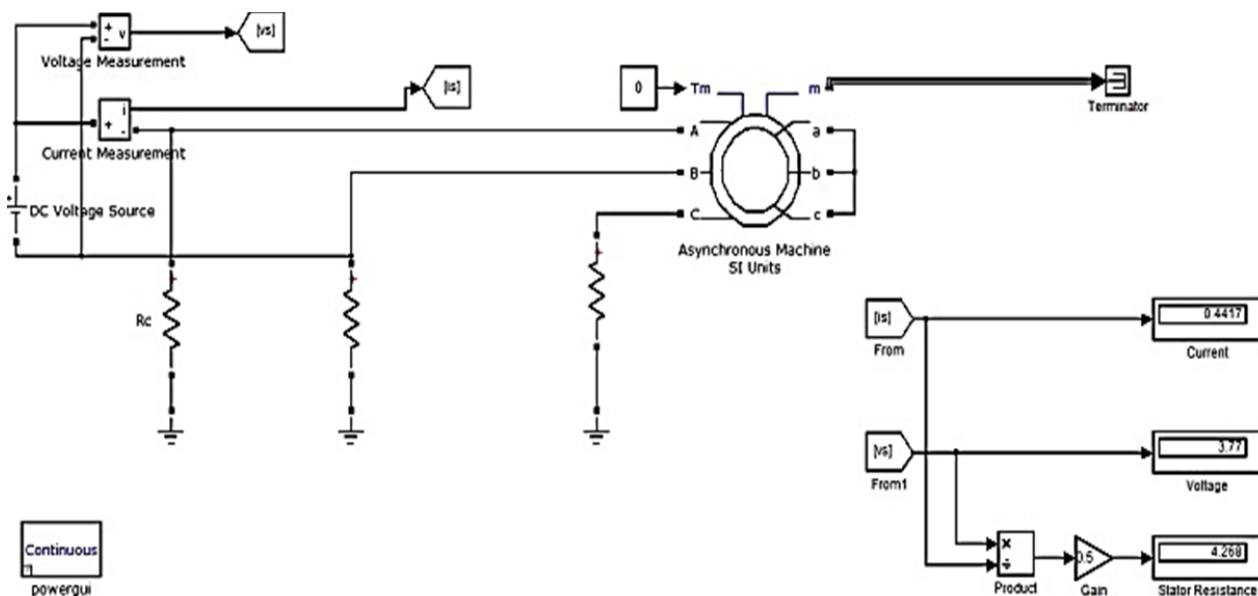 [vs]
+
-
v
Voltage Measurement
[is]
i
+
-
Current Measurement
+
DC Voltage Source
Rc
0
Tm
m
A
a
B
b
C
c
Asynchronous Machine
SI Units
Terminator
[is]
From
0.4417
Current
[vs]
From1
3.77
Voltage
×
÷
Product
0.5
Gain
4.268
Stator Resistance
Continuous
powergui